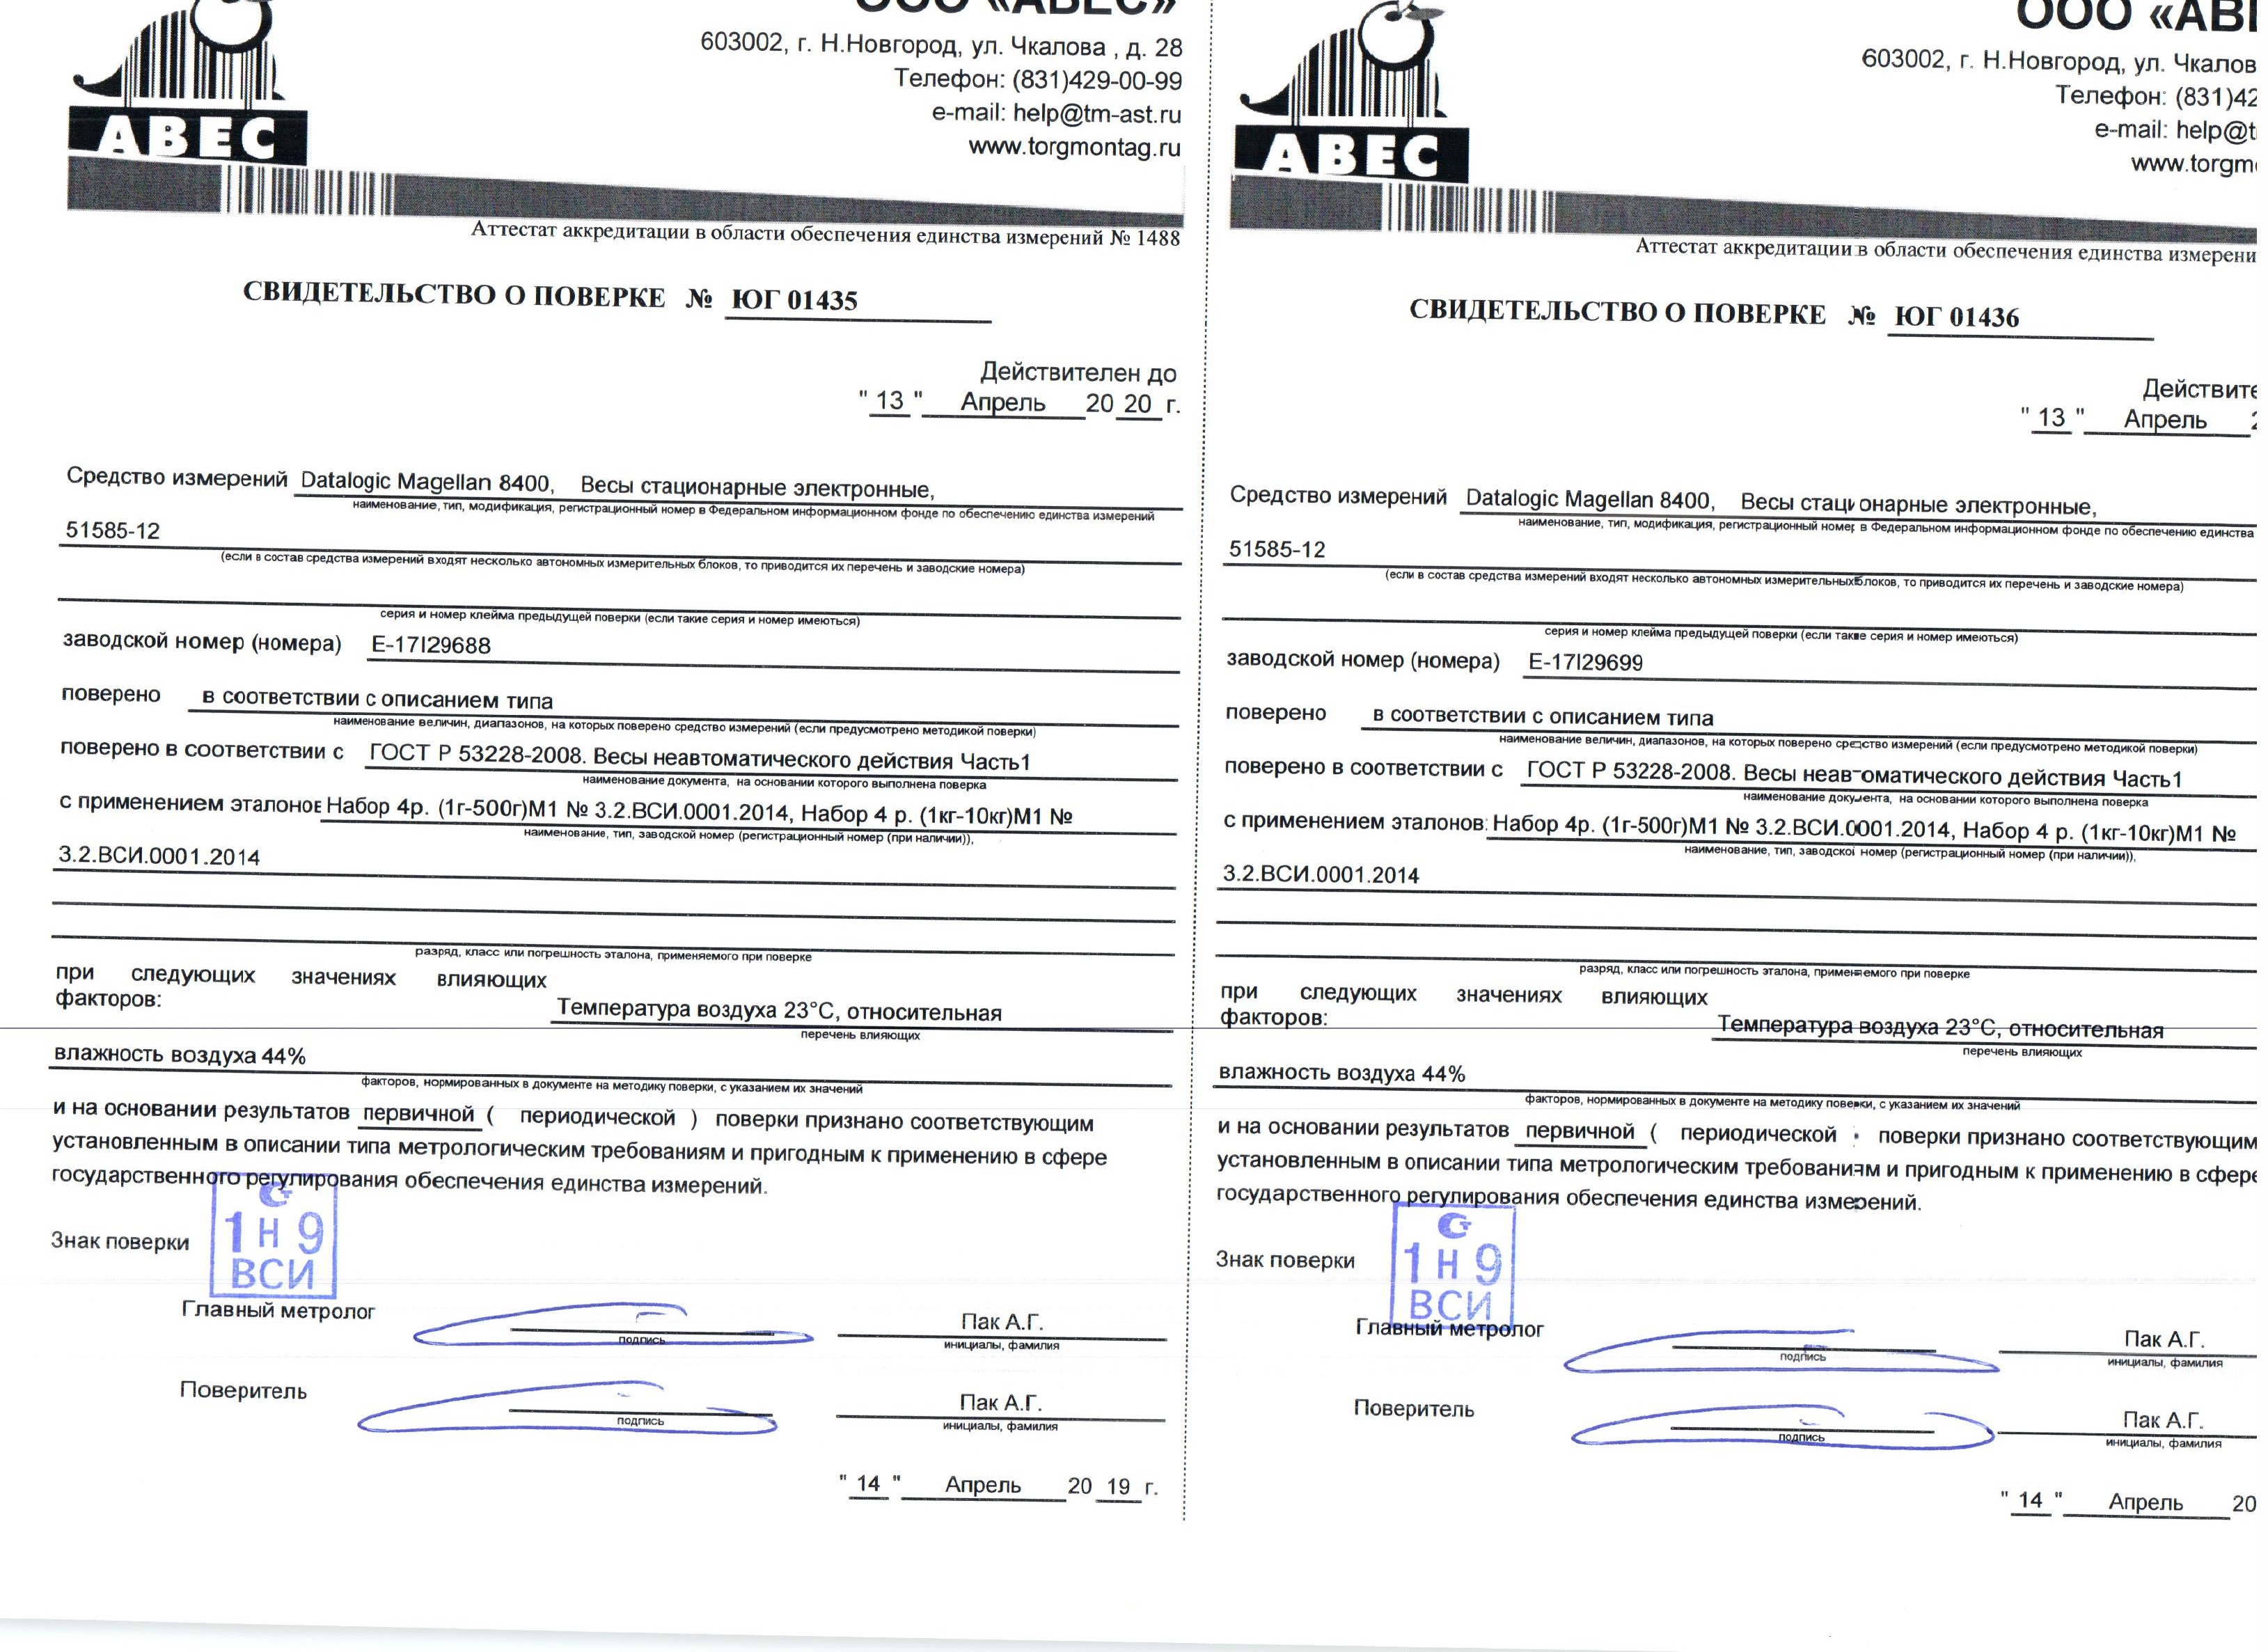 АВЕС
ООО «АВЕС»
603002, г. Н.Новгород, ул. Чкалова , д. 28
Телефон: (831)429-00-99
e-mail: help@tm-ast.ru
www.torgmontag.ru
Аттестат аккредитации в области обеспечения единства измерений № 1488
СВИДЕТЕЛЬСТВО О ПОВЕРКЕ № ЮГ 01435
Действителен до
" 13 " Апрель 20 20 г.
Средство измерений Datalogic Magellan 8400, Весы стационарные электронные,
наименование, тип, модификация, регистрационный номер в Федеральном информационном фонде по обеспечению единства измерений
51585-12
(если в состав средства измерений входят несколько автономных измерительных блоков, то приводится их перечень и заводские номера)
серия и номер клейма предыдущей поверки (если такие серия и номер имеються)
заводской номер (номера) E-17I29688
поверено в соответствии с описанием типа
наименование величин, диапазонов, на которых поверено средство измерений (если предусмотрено методикой поверки)
поверено в соответствии с ГОСТ Р 53228-2008. Весы неавтоматического действия Часть1
наименование документа, на основании которого выполнена поверка
с применением эталонов Набор 4р. (1г-500г)М1 № 3.2.ВСИ.0001.2014, Набор 4 р. (1кг-10кг)М1 №
наименование, тип, заводской номер (регистрационный номер (при наличии)),
3.2.ВСИ.0001.2014
разряд, класс или погрешность эталона, применяемого при поверке
при следующих значениях влияющих
факторов:
Температура воздуха 23°С, относительная
перечень влияющих
влажность воздуха 44%
факторов, нормированных в документе на методику поверки, с указанием их значений
и на основании результатов первичной ( периодической ) поверки признано соответствующим
установленным в описании типа метрологическим требованиям и пригодным к применению в сфере
государственного регулирования обеспечения единства измерений.
Знак поверки
1 Н 9
ВСИ
Главный метролог Пак А.Г.
подпись инициалы, фамилия
Поверитель Пак А.Г.
подпись инициалы, фамилия
" 14 " Апрель 20 19 г.
АВЕС
ООО «АВЕ
603002, г. Н.Новгород, ул. Чкалов
Телефон: (831)42
e-mail: help@t
www.torgm
Аттестат аккредитации в области обеспечения единства измерени
СВИДЕТЕЛЬСТВО О ПОВЕРКЕ № ЮГ 01436
Действите
" 13 " Апрель 2
Средство измерений Datalogic Magellan 8400, Весы стационарные электронные,
наименование, тип, модификация, регистрационный номер в Федеральном информационном фонде по обеспечению единства
51585-12
(если в состав средства измерений входят несколько автономных измерительных блоков, то приводится их перечень и заводские номера)
серия и номер клейма предыдущей поверки (если такие серия и номер имеються)
заводской номер (номера) E-17I29699
поверено в соответствии с описанием типа
наименование величин, диапазонов, на которых поверено средство измерений (если предусмотрено методикой поверки)
поверено в соответствии с ГОСТ Р 53228-2008. Весы неавтоматического действия Часть1
наименование документа, на основании которого выполнена поверка
с применением эталонов: Набор 4р. (1г-500г)М1 № 3.2.ВСИ.0001.2014, Набор 4 р. (1кг-10кг)М1 №
наименование, тип, заводской номер (регистрационный номер (при наличии)),
3.2.ВСИ.0001.2014
разряд, класс или погрешность эталона, применяемого при поверке
при следующих значениях влияющих
факторов:
Температура воздуха 23°С, относительная
перечень влияющих
влажность воздуха 44%
факторов, нормированных в документе на методику поверки, с указанием их значений
и на основании результатов первичной ( периодической поверки признано соответствующим
установленным в описании типа метрологическим требованиям и пригодным к применению в сфере
государственного регулирования обеспечения единства измерений.
Знак поверки
1 Н 9
ВСИ
Главный метролог Пак А.Г.
подпись инициалы, фамилия
Поверитель Пак А.Г.
подпись инициалы, фамилия
" 14 " Апрель 20